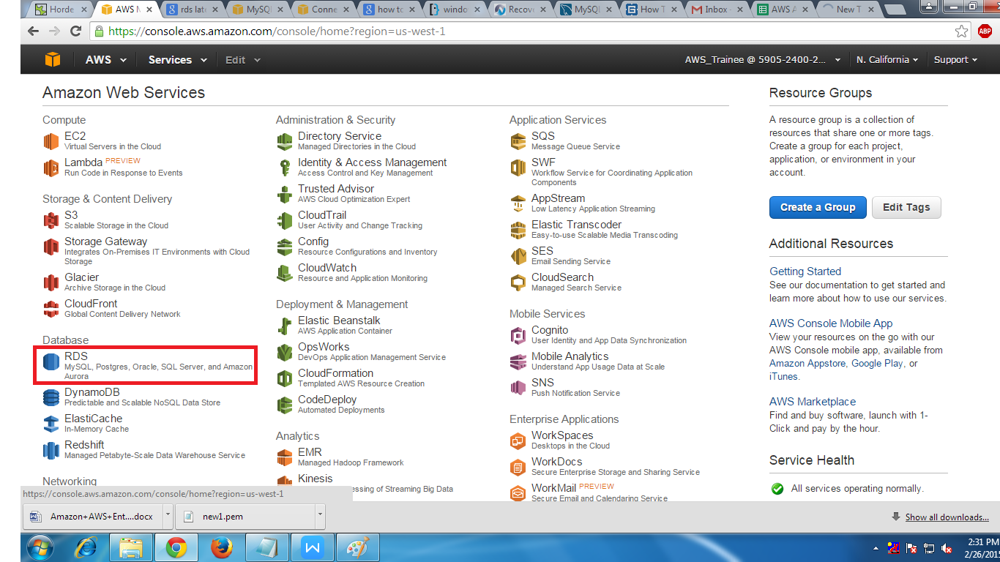 Horde
AWS M
rds lat
MySQL
Conne
how to
windo
Recov
MySQL
How T
Inbox -
AWS A
New T
https://console.aws.amazon.com/console/home?region=us-west-1
ABP
AWS Services Edit AWS_Trainee @ 5905-2400-2... N. California Support
Amazon Web Services
Compute
EC2
Virtual Servers in the Cloud
Lambda PREVIEW
Run Code in Response to Events
Storage & Content Delivery
S3
Scalable Storage in the Cloud
Storage Gateway
Integrates On-Premises IT Environments with Cloud
Storage
Glacier
Archive Storage in the Cloud
CloudFront
Global Content Delivery Network
Database
RDS
MySQL, Postgres, Oracle, SQL Server, and Amazon
Aurora
DynamoDB
Predictable and Scalable NoSQL Data Store
ElastiCache
In-Memory Cache
Redshift
Managed Petabyte-Scale Data Warehouse Service
Networking
Administration & Security
Directory Service
Managed Directories in the Cloud
Identity & Access Management
Access Control and Key Management
Trusted Advisor
AWS Cloud Optimization Expert
CloudTrail
User Activity and Change Tracking
Config
Resource Configurations and Inventory
CloudWatch
Resource and Application Monitoring
Deployment & Management
Elastic Beanstalk
AWS Application Container
OpsWorks
DevOps Application Management Service
CloudFormation
Templated AWS Resource Creation
CodeDeploy
Automated Deployments
Analytics
EMR
Managed Hadoop Framework
Kinesis
essing of Streaming Big Data
Application Services
SQS
Message Queue Service
SWF
Workflow Service for Coordinating Application
Components
AppStream
Low Latency Application Streaming
Elastic Transcoder
Easy-to-use Scalable Media Transcoding
SES
Email Sending Service
CloudSearch
Managed Search Service
Mobile Services
Cognito
User Identity and App Data Synchronization
Mobile Analytics
Understand App Usage Data at Scale
SNS
Push Notification Service
Enterprise Applications
WorkSpaces
Desktops in the Cloud
WorkDocs
Secure Enterprise Storage and Sharing Service
WorkMail PREVIEW
Secure Email and Calendaring Service
Resource Groups
A resource group is a collection of
resources that share one or more tags.
Create a group for each project,
application, or environment in your
account.
Create a Group Edit Tags
Additional Resources
Getting Started
See our documentation to get started and
learn more about how to use our services.
AWS Console Mobile App
View your resources on the go with our
AWS Console mobile app, available from
Amazon Appstore, Google Play, or
iTunes.
AWS Marketplace
Find and buy software, launch with 1-
Click and pay by the hour.
Service Health
All services operating normally.
https://console.aws.amazon.com/console/home?region=us-west-1
Amazon+AWS+Ent....docx
new1.pem
Show all downloads...
2:31 PM
2/26/201